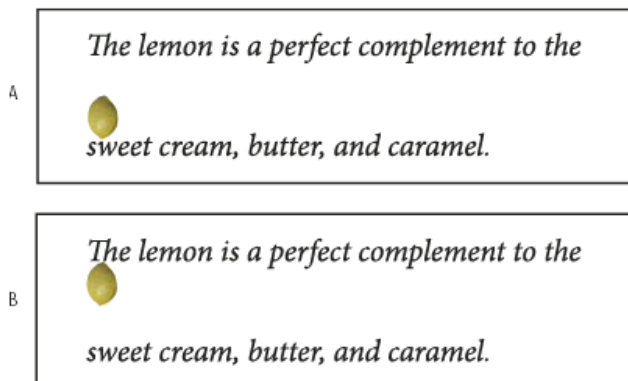 A
The lemon is a perfect complement to the
sweet cream, butter, and caramel.
B
The lemon is a perfect complement to the
sweet cream, butter, and caramel.